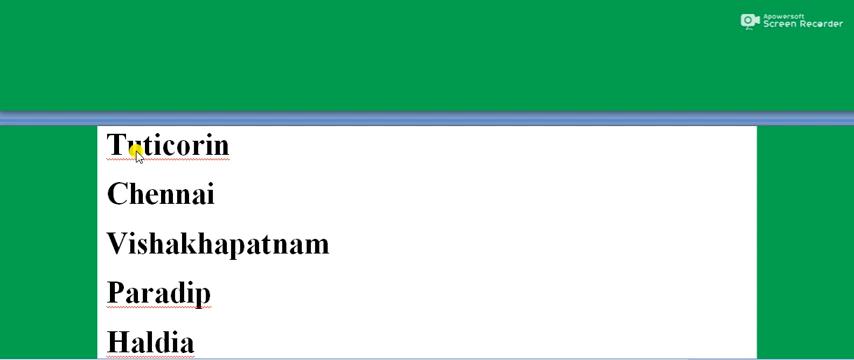 Apowersoft
Screen Recorder
Tuticorin
Chennai
Vishakhapatnam
Paradip
Haldia